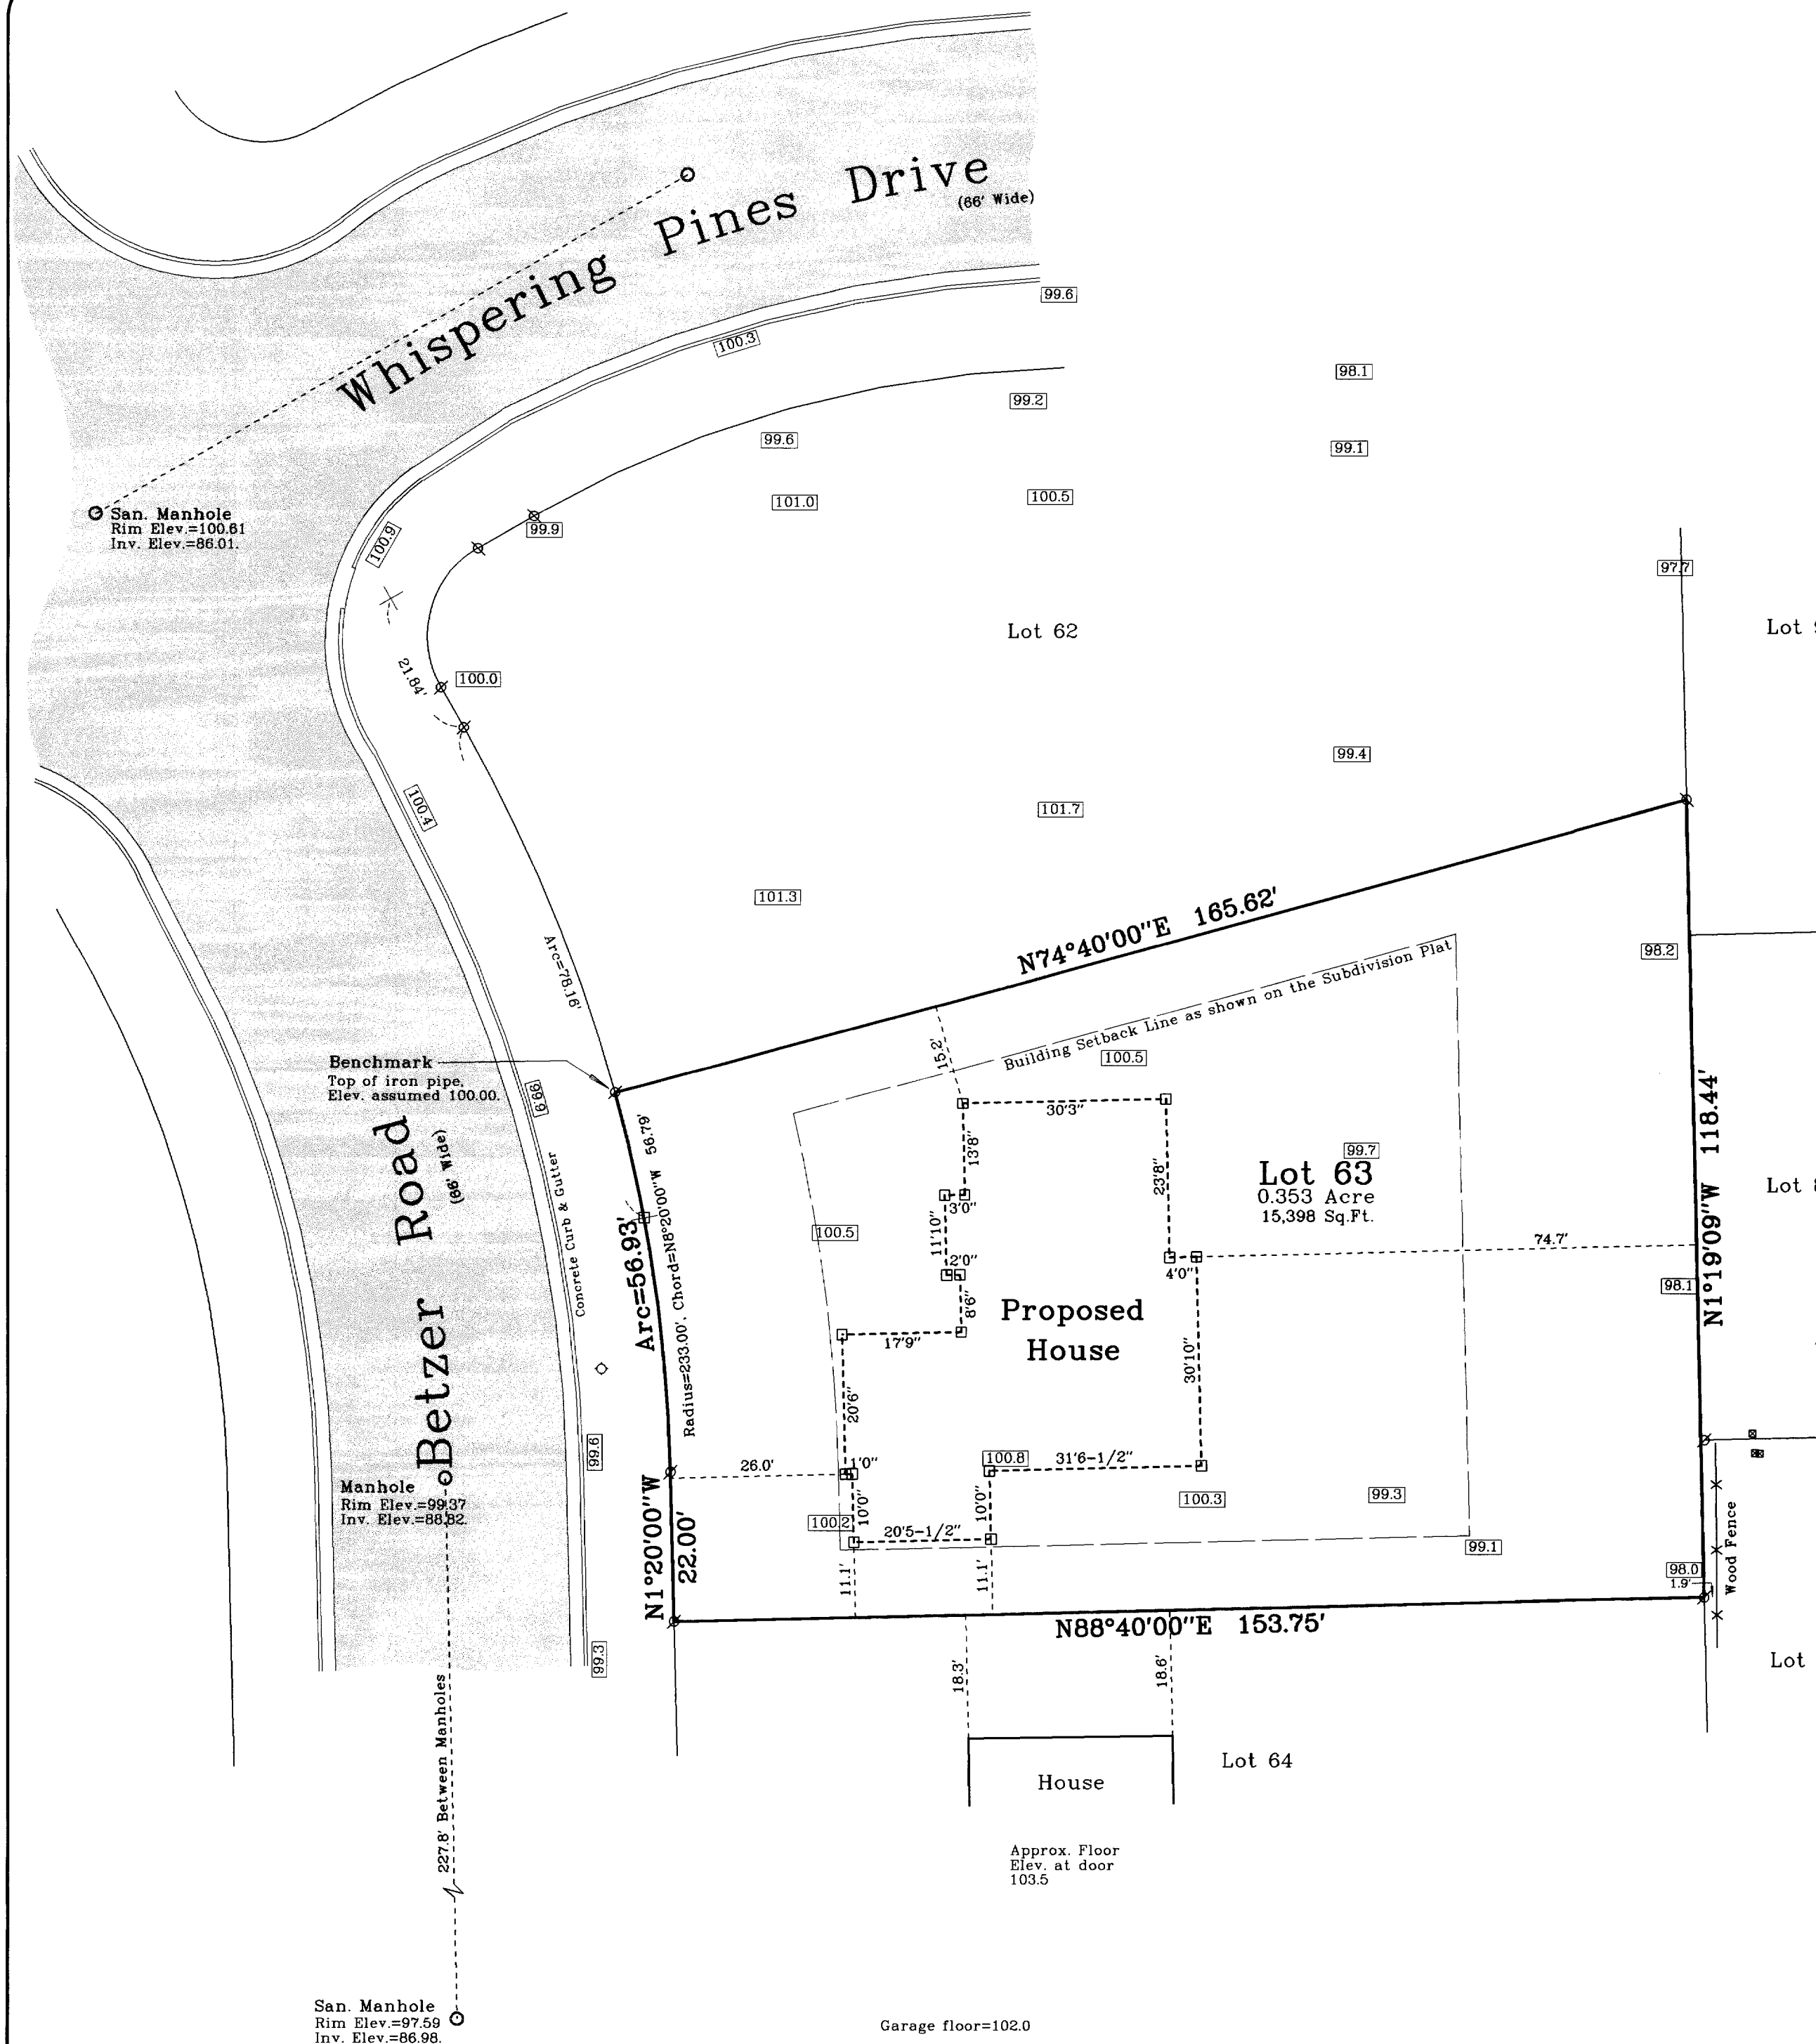 Whispering Pines Drive
(66' Wide)
99.6
100.3
98.1
99.2
99.6
99.1
101.0
100.5
San. Manhole
Rim Elev.=100.61
Inv. Elev.=86.01.
100.9
99.9
97.7
Lot 62
21.84'
100.0
99.4
100.4
101.7
101.3
N74°40'00"E 165.62'
98.2
Arc=78.16'
Building Setback Line as shown on the Subdivision Plat
15.2'
100.5
Benchmark
Top of iron pipe,
Elev. assumed 100.00.
99.9
30'3"
13'8"
23'8"
99.7
Lot 63
0.353 Acre
15,398 Sq.Ft.
N1°19'09"W 118.44'
3'0"
11'10"
100.5
2'0"
8'6"
4'0"
74.7'
98.1
Betzer Road
(66' Wide)
Concrete Curb & Gutter
Arc=56.93'
Radius=233.00', Chord=N8°20'00"W 56.79'
Proposed
House
17'9"
20'6"
30'10"
99.6
26.0'
1'0"
100.8
31'6-1/2"
Manhole
Rim Elev.=99.37
Inv. Elev.=88.82.
N1°20'00"W
22.00'
100.2
10'0"
20'5-1/2"
10'0"
100.3
99.3
99.1
11.1'
11.1'
98.0
1.9'
Wood Fence
N88°40'00"E 153.75'
99.3
18.3'
18.6'
Lot
227.8' Between Manholes
House
Lot 64
Approx. Floor
Elev. at door
103.5
San. Manhole
Rim Elev.=97.59
Inv. Elev.=86.98.
Garage floor=102.0
Lot
Lot